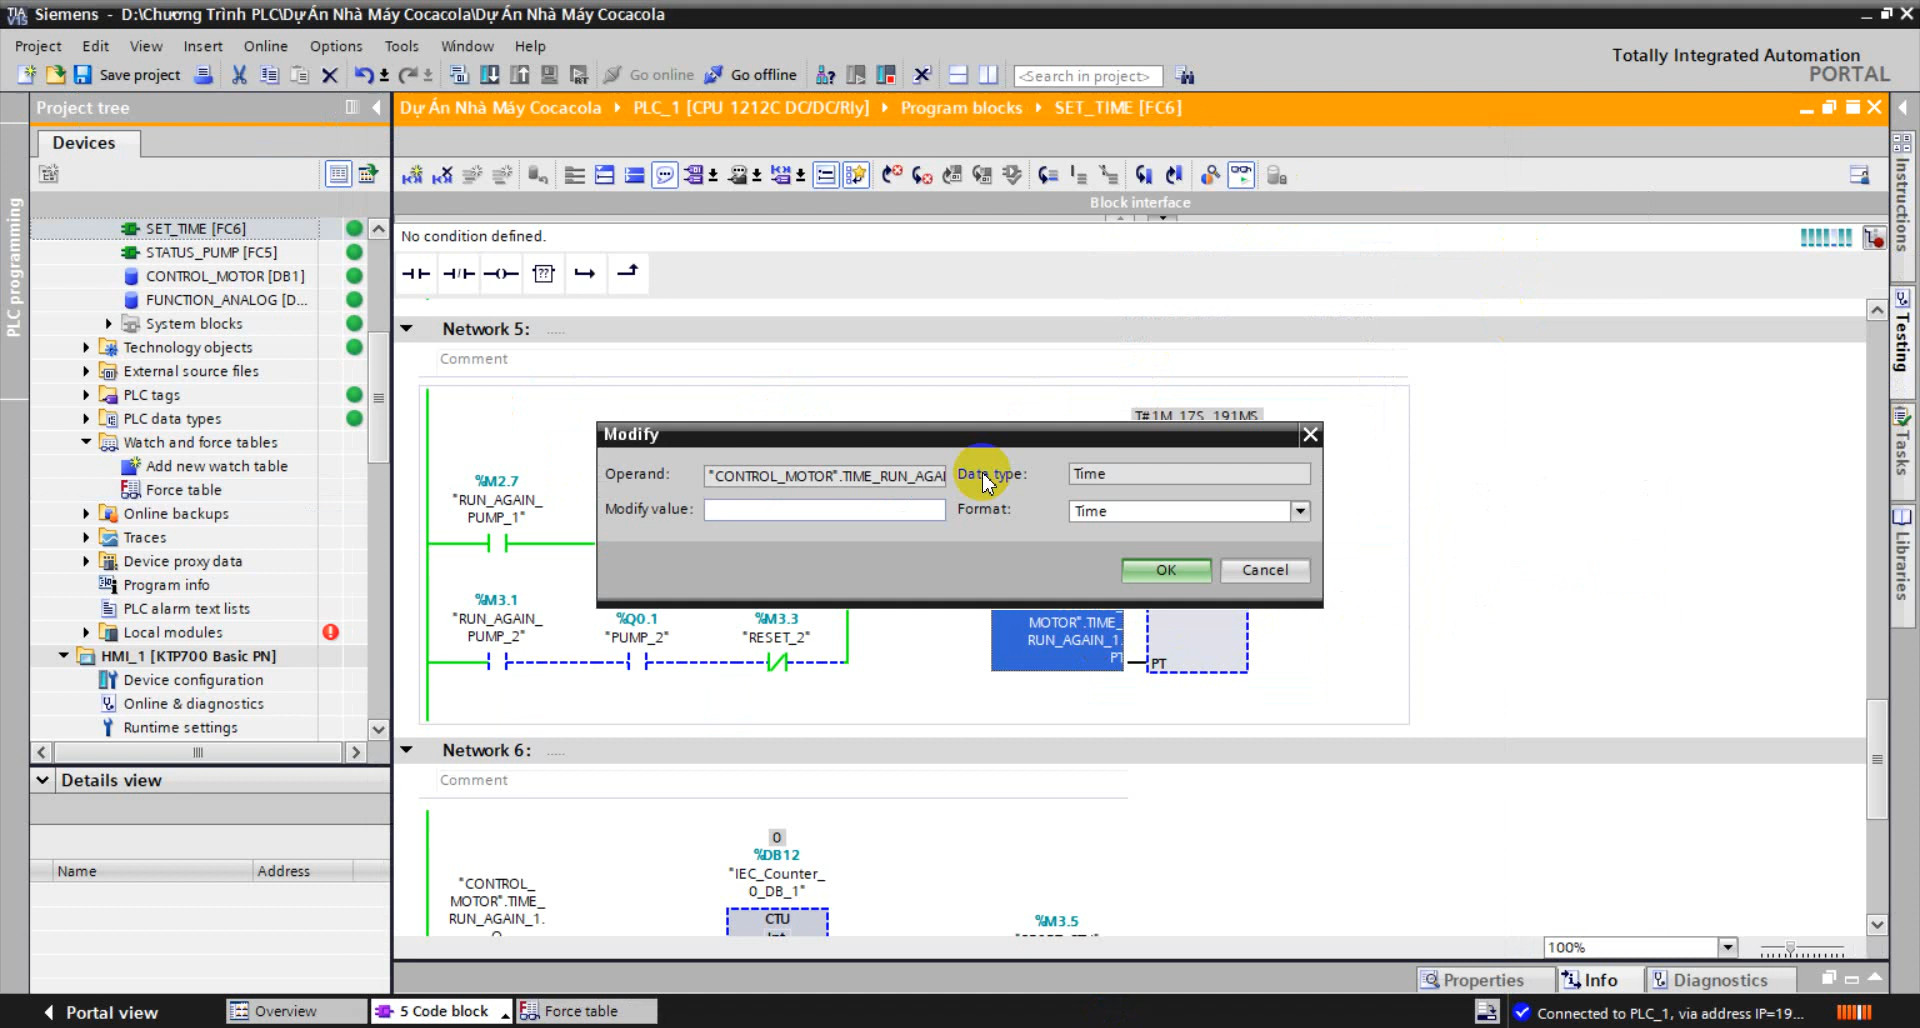 TIA V15 Siemens - D:\Chương Trình PLC\Dự Án Nhà Máy Cocacola\Dự Án Nhà Máy Cocacola
Project Edit View Insert Online Options Tools Window Help
Totally Integrated Automation
PORTAL
Save project
Go online
Go offline
<Search in project>
Project tree
Dự Án Nhà Máy Cocacola PLC_1 [CPU 1212C DC/DC/Rly] Program blocks SET_TIME [FC6]
Devices
Block interface
PLC programming
SET_TIME [FC6]
STATUS_PUMP [FC5]
CONTROL_MOTOR [DB1]
FUNCTION_ANALOG [D...
System blocks
Technology objects
External source files
PLC tags
PLC data types
Watch and force tables
Add new watch table
Force table
Online backups
Traces
Device proxy data
Program info
PLC alarm text lists
Local modules
HMI_1 [KTP700 Basic PN]
Device configuration
Online & diagnostics
Runtime settings
Details view
Name Address
No condition defined.
??
Network 5: .....
Comment
T#1M_17S_191MS
%M2.7
"RUN_AGAIN_
PUMP_1"
Modify
Operand: "CONTROL_MOTOR".TIME_RUN_AGAI Data type: Time
Modify value: Format: Time
OK Cancel
%M3.1
"RUN_AGAIN_
PUMP_2"
%Q0.1
"PUMP_2"
%M3.3
"RESET_2"
MOTOR".TIME_
RUN_AGAIN_1.
PT
PT
Network 6: .....
Comment
"CONTROL_
MOTOR".TIME_
RUN_AGAIN_1.
0
%DB12
"IEC_Counter_
0_DB_1"
CTU
Int
%M3.5
100%
Properties Info Diagnostics
Instructions
Testing
Tasks
Libraries
Portal view Overview 5 Code block Force table
Connected to PLC_1, via address IP=19...